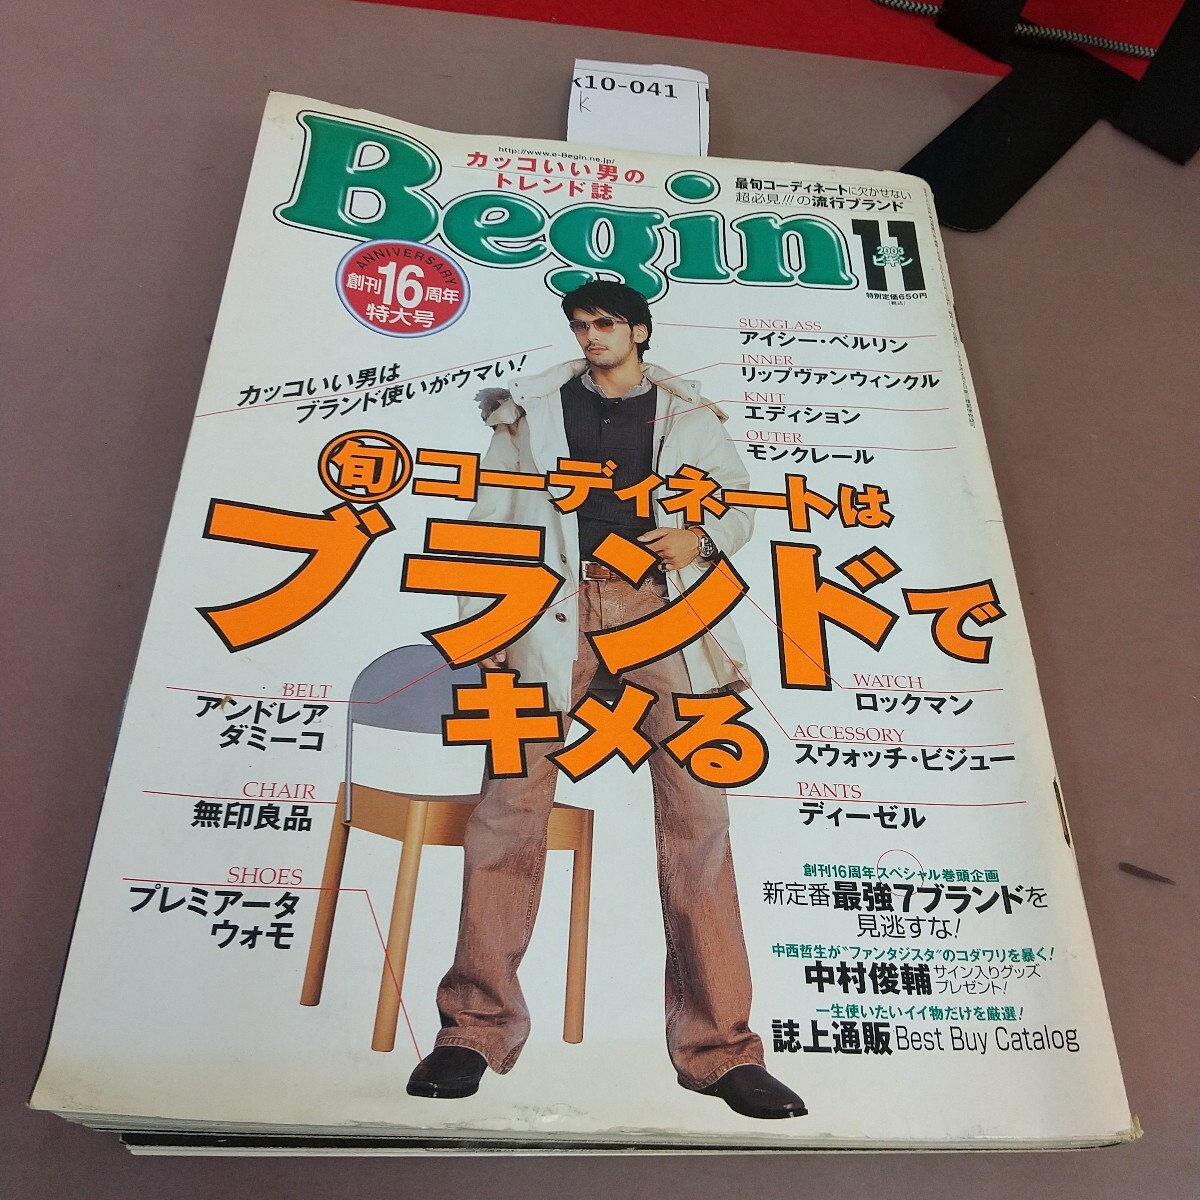 k10-041
k
http://www.e-Begin.ne.jp/
カッコいい男の
トレンド誌
Begin
最旬コーディネートに欠かせない
超必見!!!の流行ブランド
11
2003
ビギン
特別定価650円
(税込)
ANNIVERSARY
創刊16周年
特大号
カッコいい男は
ブランド使いがウマい!
SUNGLASS
アイシー・ベルリン
INNER
リップヴァンウィンクル
KNIT
エディション
OUTER
モンクレール
旬コーディネートは
ブランドで
キメる
BELT
アンドレア
ダミーコ
CHAIR
無印良品
SHOES
プレミアータ
ウォモ
WATCH
ロックマン
ACCESSORY
スウォッチ・ビジュー
PANTS
ディーゼル
創刊16周年スペシャル巻頭企画
新定番最強7ブランドを
見逃すな!
中西哲生が“ファンタジスタ”のコダワリを暴く!
中村俊輔サイン入りグッズ
プレゼント!
一生使いたいイイ物だけを厳選!
誌上通販Best Buy Catalog